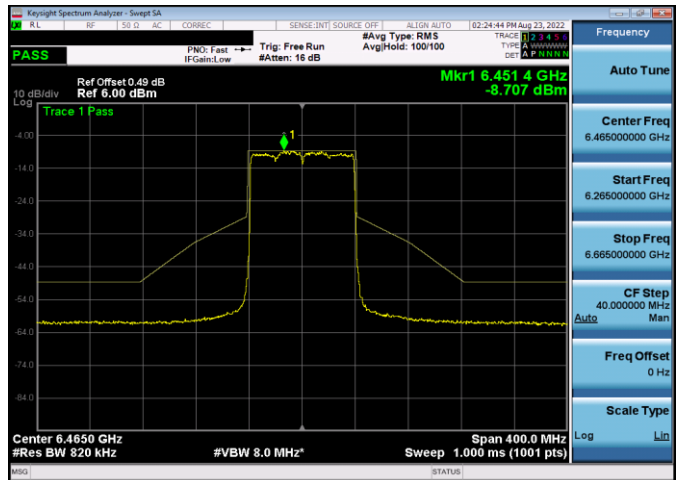 Keysight Spectrum Analyzer - Swept SA
LXI RL RF 50 Ω AC CORREC SENSE:INT SOURCE OFF ALIGN AUTO 02:24:44 PM Aug 23, 2022
PASS
PNO: Fast
IFGain:Low
Trig: Free Run
#Atten: 16 dB
#Avg Type: RMS
Avg|Hold: 100/100
TRACE 1 2 3 4 5 6
TYPE A WWWWW
DET A P N N N N
Mkr1 6.451 4 GHz
-8.707 dBm
Ref Offset 0.49 dB
10 dB/div Ref 6.00 dBm
Log
Trace 1 Pass
1
-4.00
-14.0
-24.0
-34.0
-44.0
-54.0
-64.0
-74.0
-84.0
Center 6.4650 GHz Span 400.0 MHz
#Res BW 820 kHz #VBW 8.0 MHz* Sweep 1.000 ms (1001 pts)
MSG STATUS
Frequency
Auto Tune
Center Freq
6.465000000 GHz
Start Freq
6.265000000 GHz
Stop Freq
6.665000000 GHz
CF Step
40.000000 MHz
Auto Man
Freq Offset
0 Hz
Scale Type
Log Lin